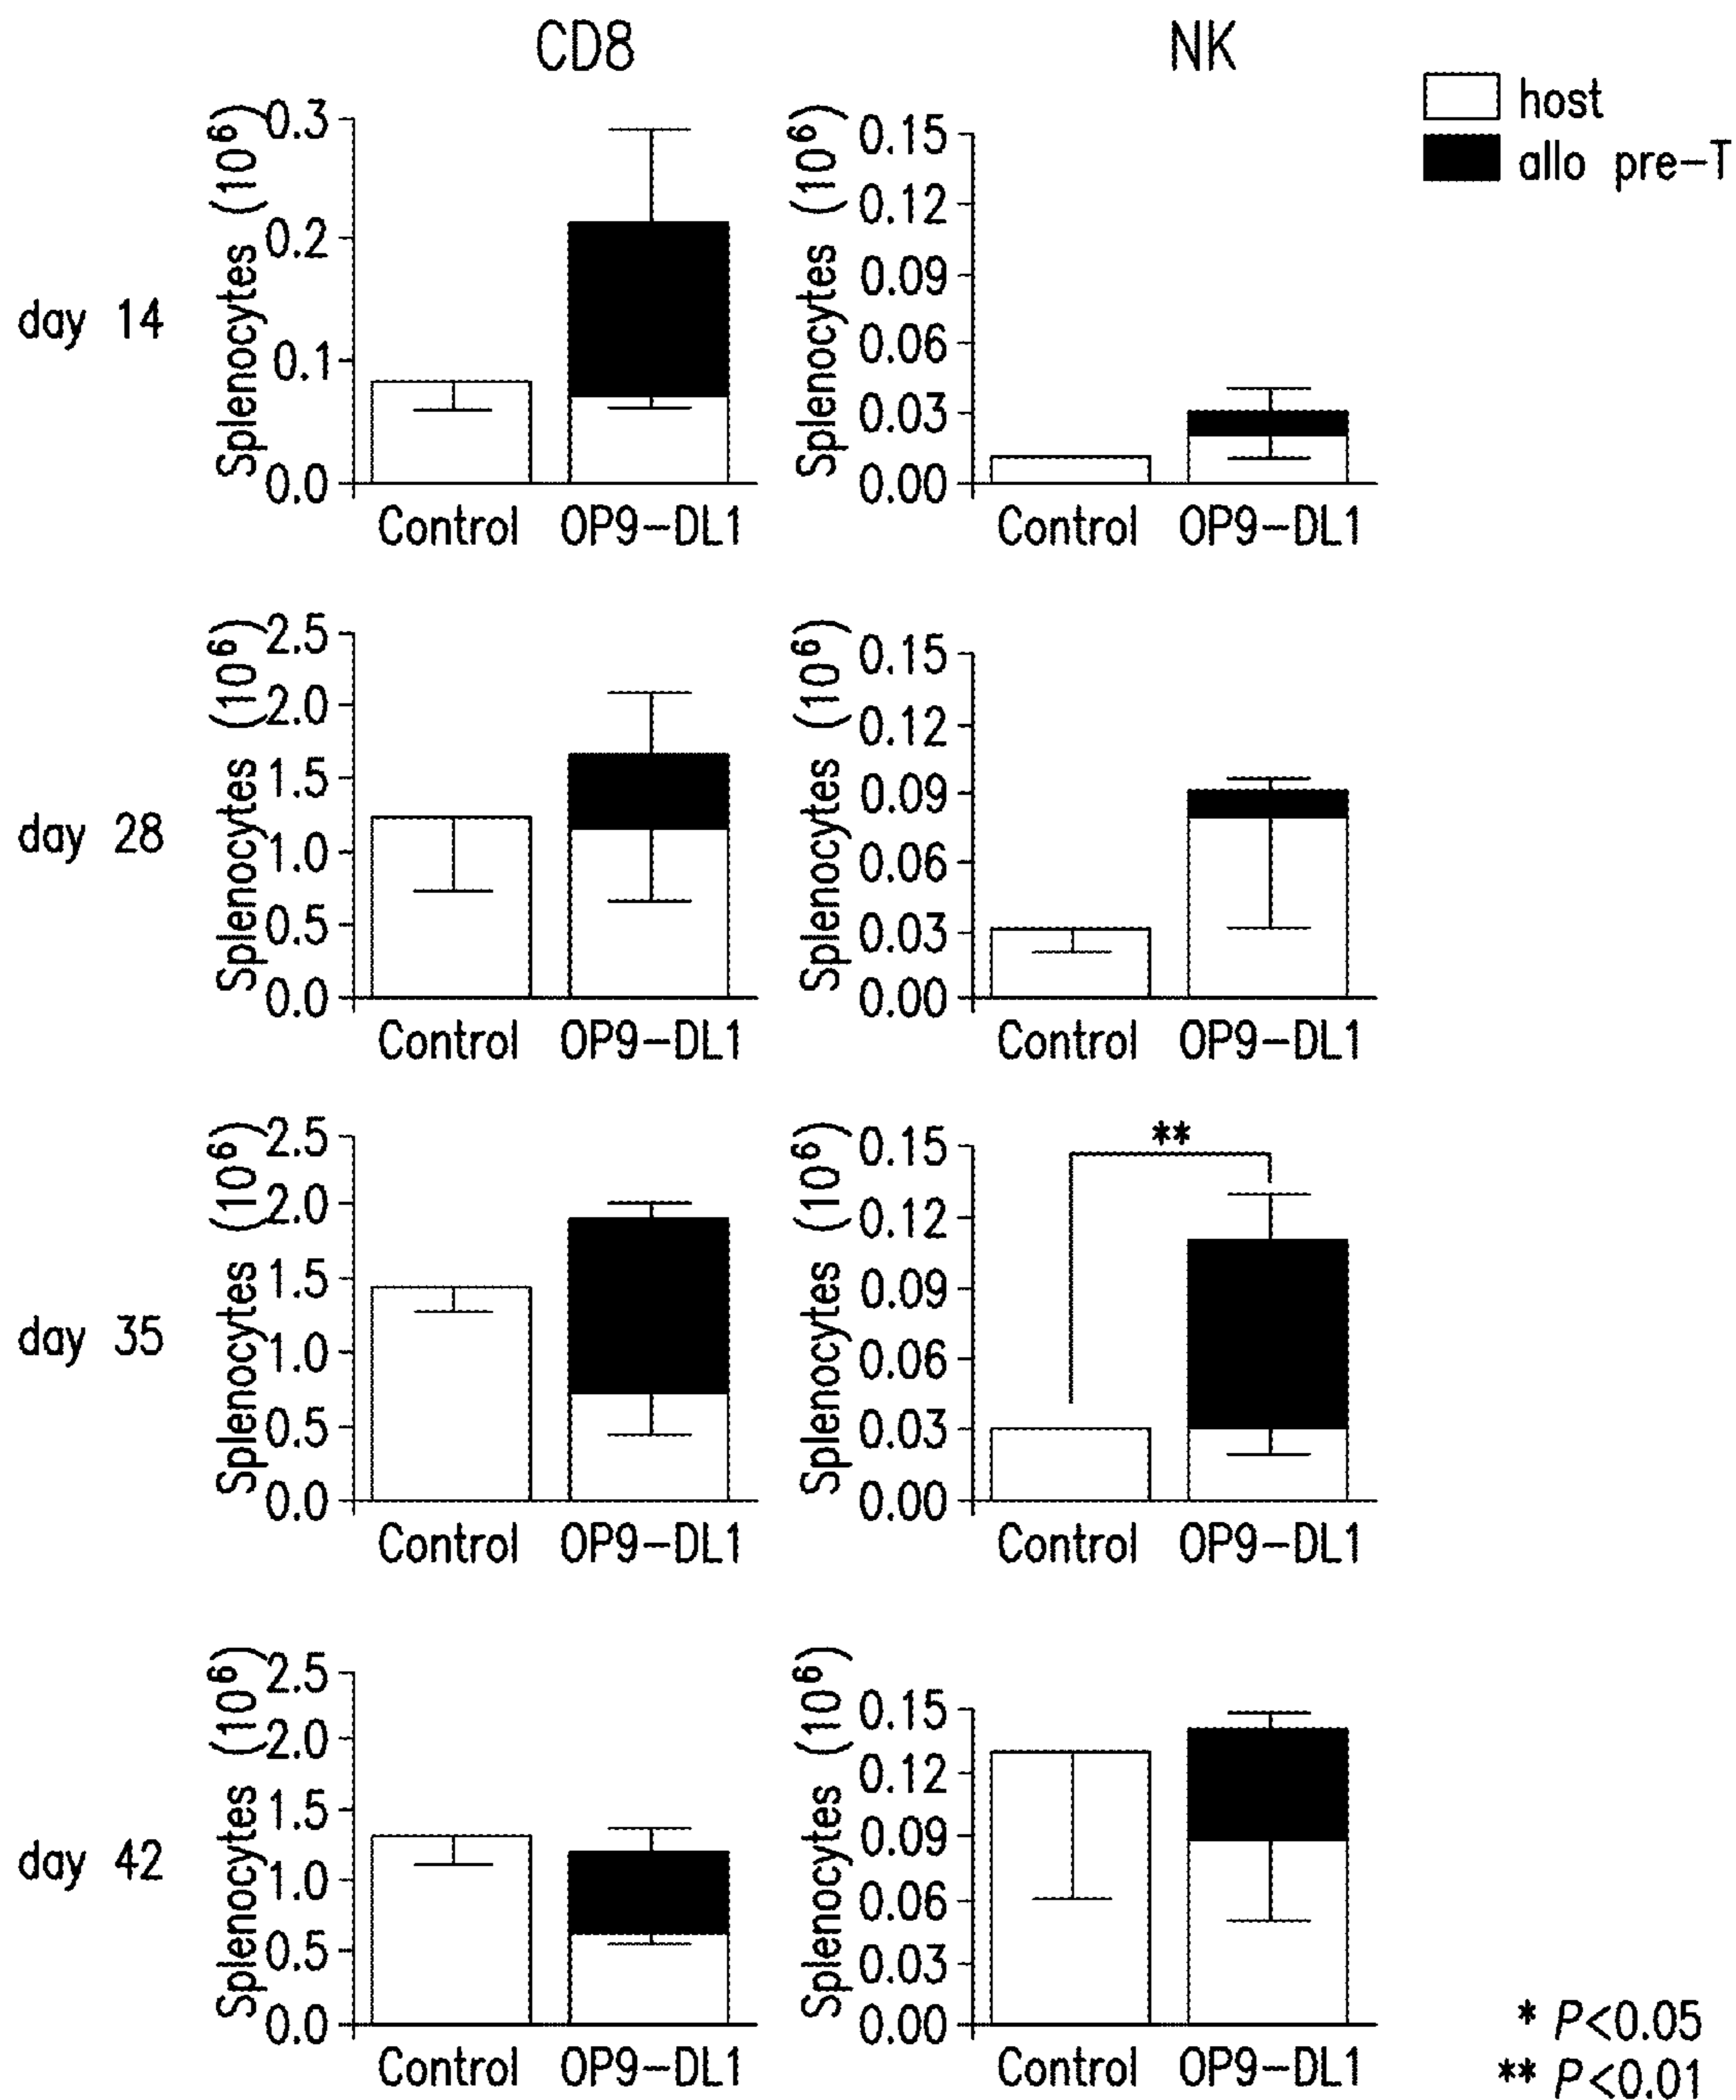 CD8
NK
host
allo pre-T
day 14
Splenocytes (10⁶)
0.3
0.2
0.1
0.0
Control OP9-DL1
Splenocytes (10⁶)
0.15
0.12
0.09
0.06
0.03
0.00
Control OP9-DL1
day 28
Splenocytes (10⁶)
2.5
2.0
1.5
1.0
0.5
0.0
Control OP9-DL1
Splenocytes (10⁶)
0.15
0.12
0.09
0.06
0.03
0.00
Control OP9-DL1
day 35
Splenocytes (10⁶)
2.5
2.0
1.5
1.0
0.5
0.0
Control OP9-DL1
Splenocytes (10⁶)
**
0.15
0.12
0.09
0.06
0.03
0.00
Control OP9-DL1
day 42
Splenocytes (10⁶)
2.5
2.0
1.5
1.0
0.5
0.0
Control OP9-DL1
Splenocytes (10⁶)
0.15
0.12
0.09
0.06
0.03
0.00
Control OP9-DL1
* P<0.05
** P<0.01